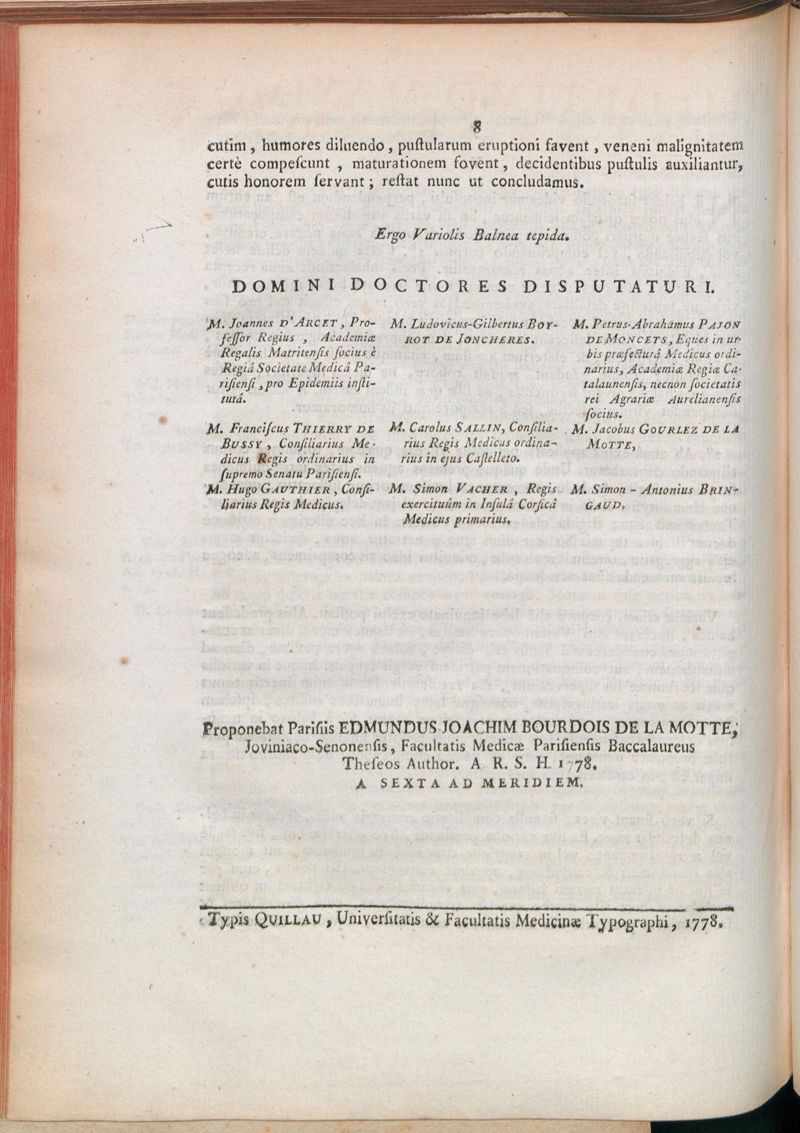 8
cutim, humores diluendo, puſtularum eruptioni favent, veneni malignitatem
certè compeſcunt, maturationem fovent, decidentibus puſtulis auxiliantur,
cutis honorem ſervant; reſtat nunc ut concludamus.
Ergo Variolis Balnea tepida.
DOMINI DOCTORES DISPUTATURI.
M. Joannes D'ARCET, Pro-
feſſor Regius, Academiæ
Regalis Matritenſis ſocius è
Regiâ Societate Medicâ Pa-
riſienſi, pro Epidemiis inſti-
tutâ.
M. Ludovicus-Gilbertus BOY-
ROT DE JONCHERES.
M. Petrus-Abrahamus PAJON
DE MONCETS, Eques in ur-
bis præfecturâ Medicus ordi-
narius, Academiæ Regiæ Ca-
talaunenſis, necnon ſocietatis
rei Agrariæ Aurelianenſis
ſocius.
M. Franciſcus THIERRY DE
BUSSY, Conſiliarius Me-
dicus Regis ordinarius in
ſupremo Senatu Pariſienſi.
M. Carolus SALLIN, Conſilia-
rius Regis Medicus ordina-
rius in ejus Caſtelleto.
M. Jacobus GOURLEZ DE LA
MOTTE,
M. Hugo GAUTHIER, Conſi-
liarius Regis Medicus.
M. Simon VACHER, Regis
exercituúm in Inſulâ Corſicâ
Medicus primarius.
M. Simon-Antonius BRIN-
GAUD.
Proponebat Pariſiis EDMUNDUS JOACHIM BOURDOIS DE LA MOTTE,
Joviniaco-Senonenſis, Facultatis Medicæ Pariſienſis Baccalaureus
Theſeos Author. A. R. S. H. 1778.
A SEXTA AD MERIDIEM.
Typis QUILLAU, Univerſitatis & Facultatis Medicinæ Typographi, 1778.